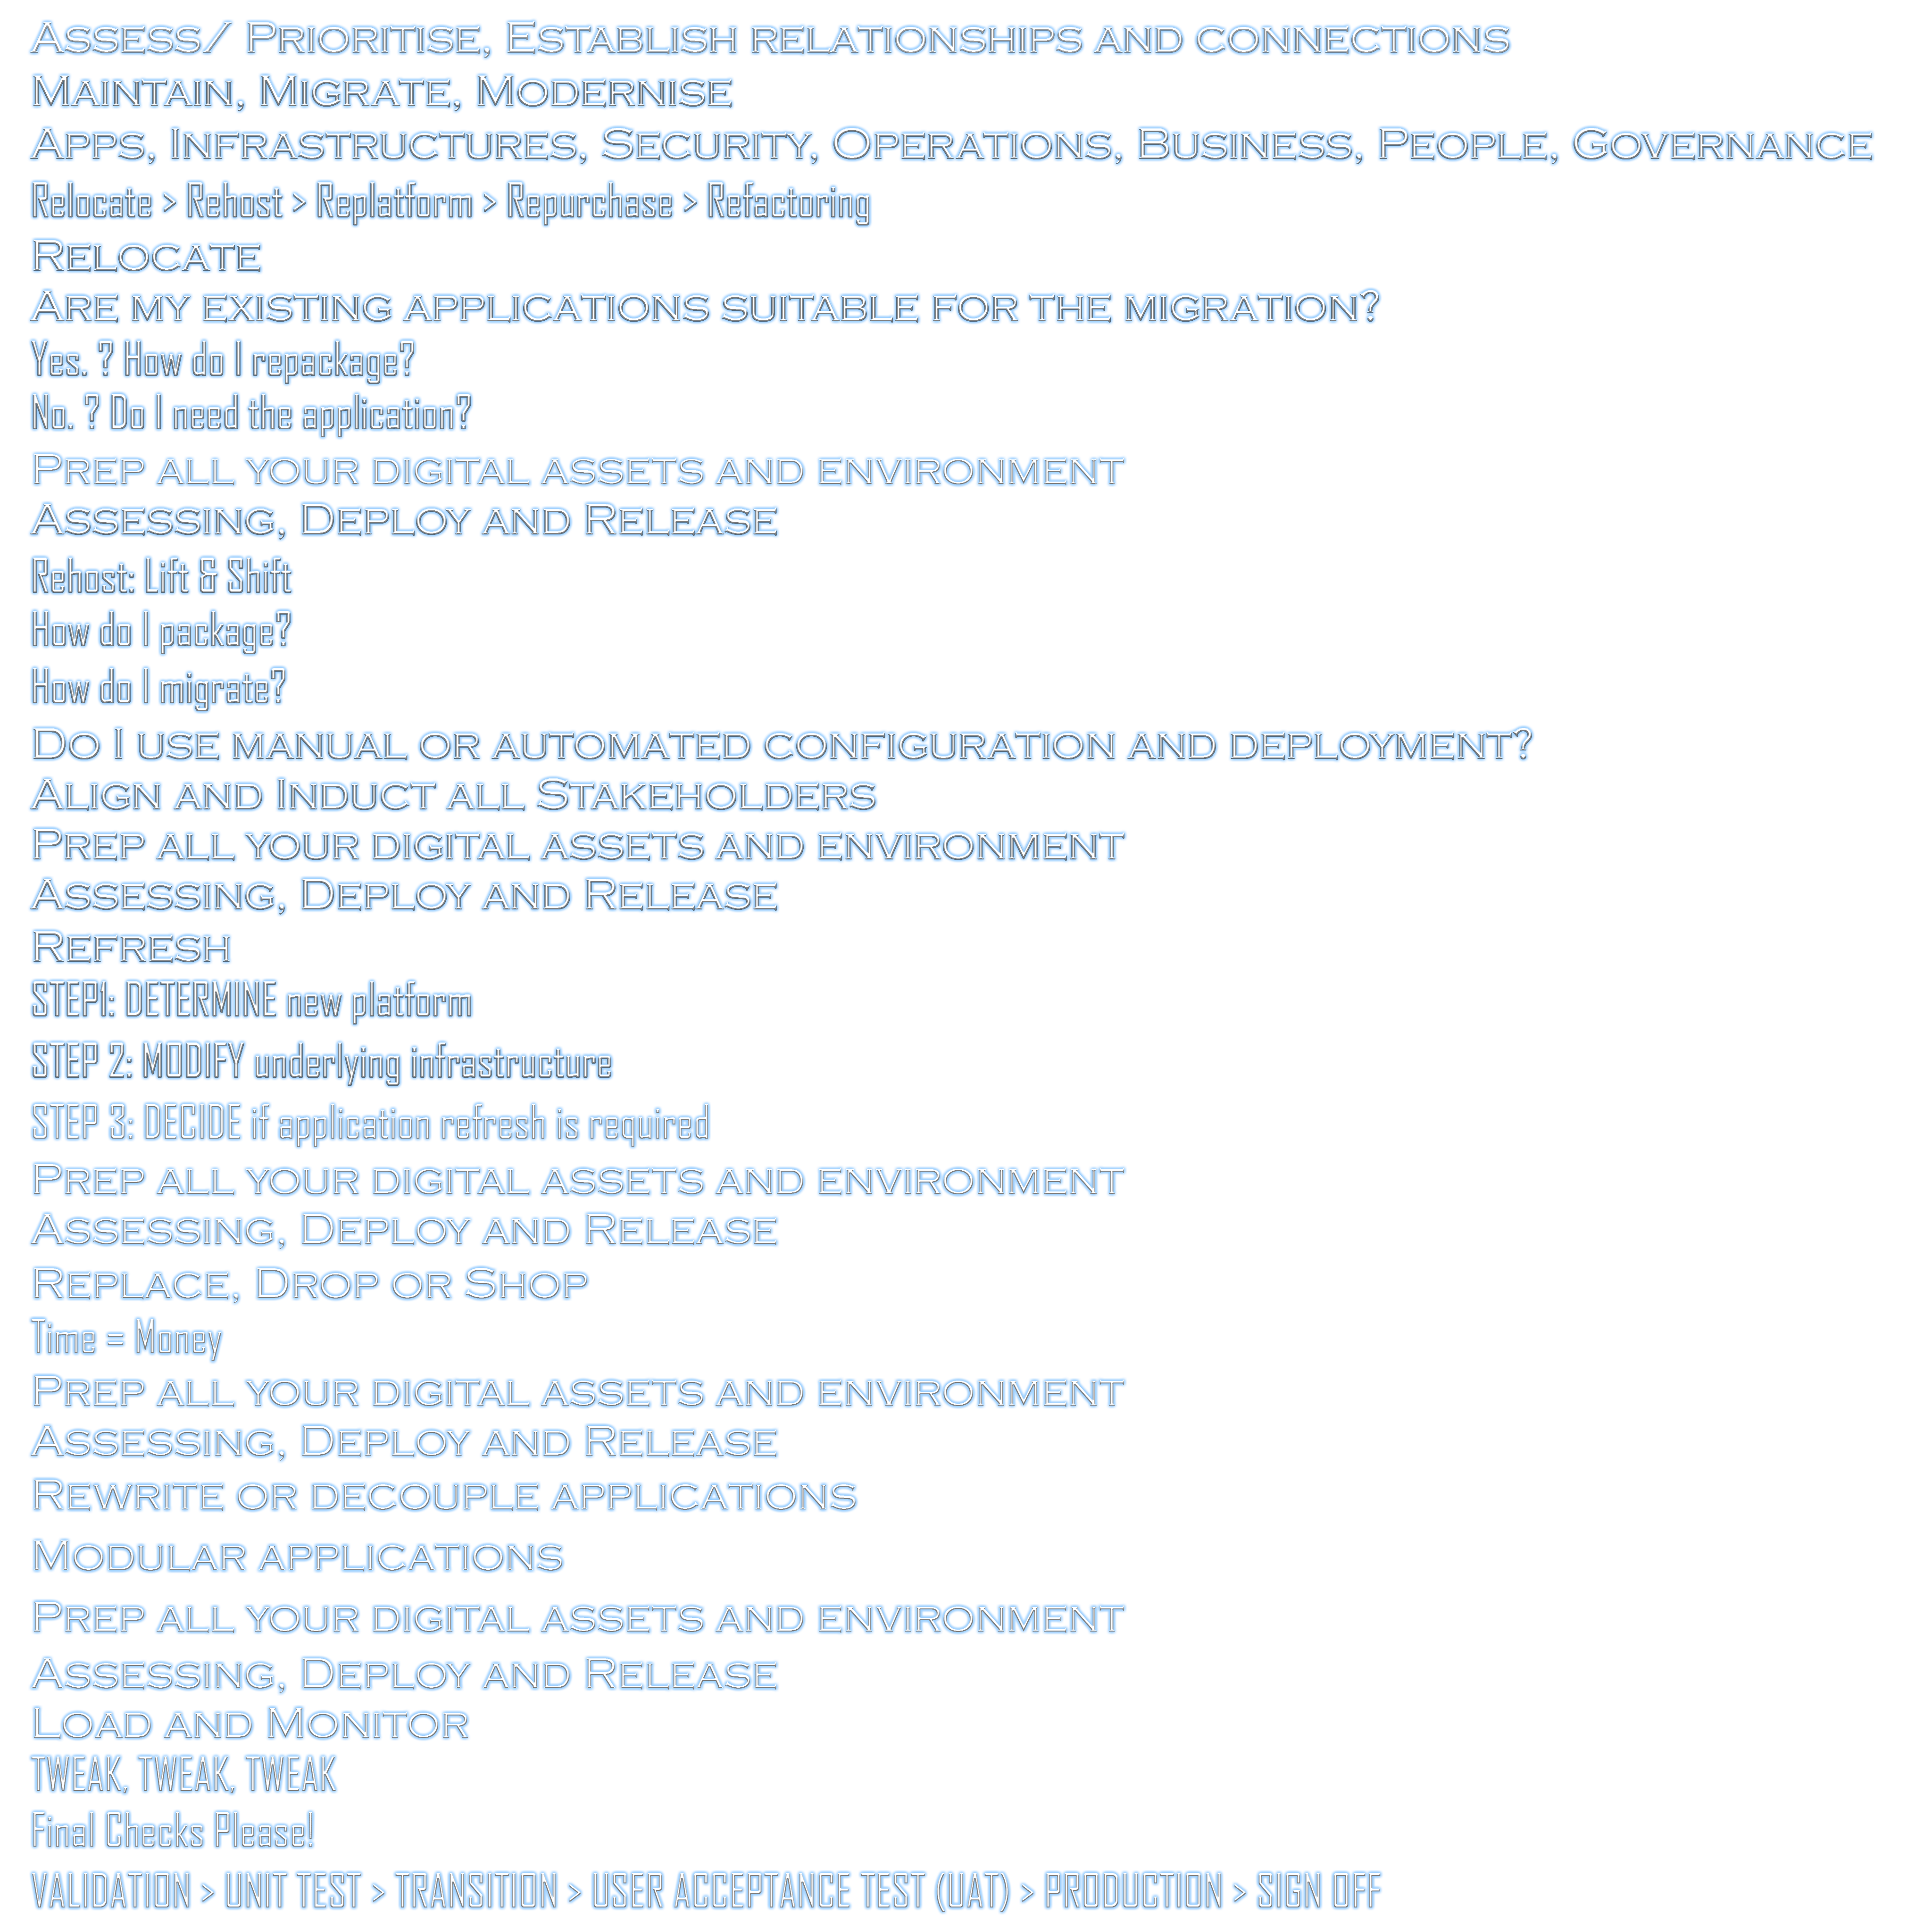 Assess/ Prioritise, Establish relationships and connections
Maintain, Migrate, Modernise
Apps, Infrastructures, Security, Operations, Business, People, Governance
Relocate > Rehost > Replatform > Repurchase > Refactoring
Relocate
Are my existing applications suitable for the migration?
Yes. ? How do I repackage?
No. ? Do I need the application?
Prep all your digital assets and environment
Assessing, Deploy and Release
Rehost: Lift & Shift
How do I package?
How do I migrate?
Do I use manual or automated configuration and deployment?
Align and Induct all Stakeholders
Prep all your digital assets and environment
Assessing, Deploy and Release
Refresh
STEP1: DETERMINE new platform
STEP 2: MODIFY underlying infrastructure
STEP 3: DECIDE if application refresh is required
Prep all your digital assets and environment
Assessing, Deploy and Release
Replace, Drop or Shop
Time = Money
Prep all your digital assets and environment
Assessing, Deploy and Release
Rewrite or decouple applications
Modular applications
Prep all your digital assets and environment
Assessing, Deploy and Release
Load and Monitor
TWEAK, TWEAK, TWEAK
Final Checks Please!
VALIDATION > UNIT TEST > TRANSITION > USER ACCEPTANCE TEST (UAT) > PRODUCTION > SIGN OFF